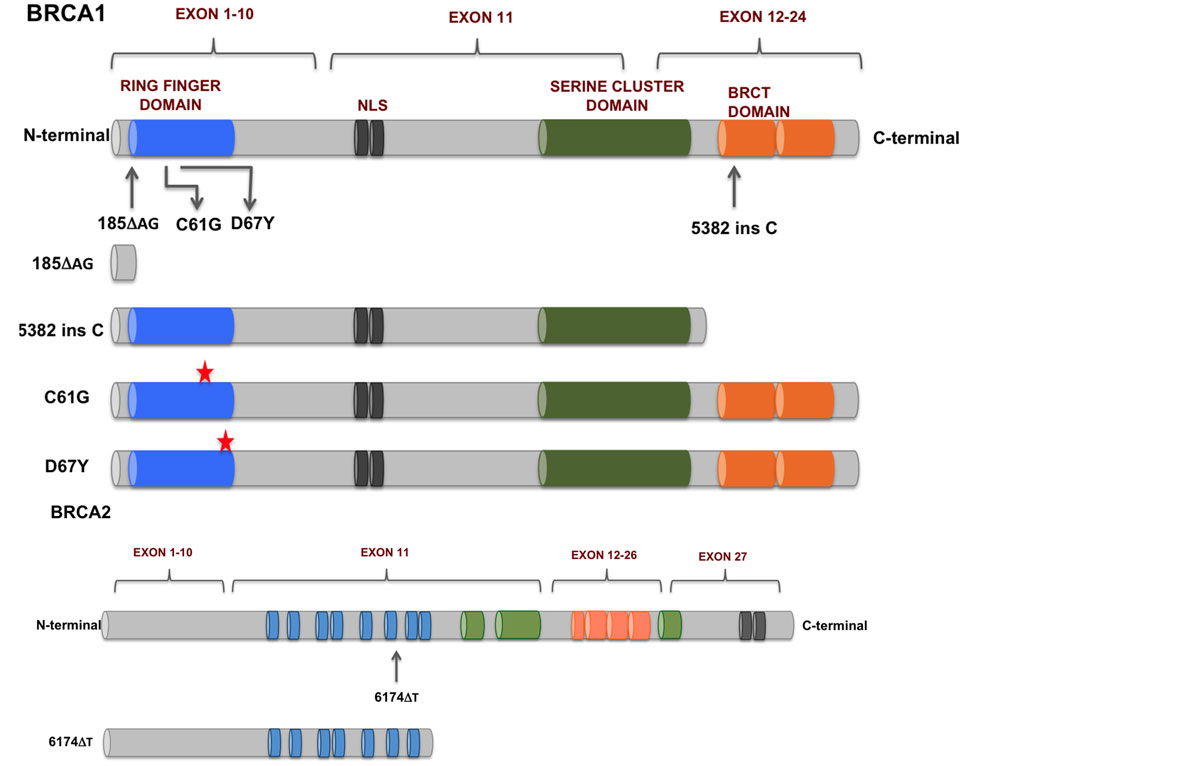 BRCA1
EXON 1-10
EXON 11
EXON 12-24
RING FINGER
DOMAIN
NLS
SERINE CLUSTER
DOMAIN
BRCT
DOMAIN
N-terminal
C-terminal
185ΔAG
C61G
D67Y
5382 ins C
185ΔAG
5382 ins C
C61G
D67Y
BRCA2
EXON 1-10
EXON 11
EXON 12-26
EXON 27
N-terminal
C-terminal
6174ΔT
6174ΔT